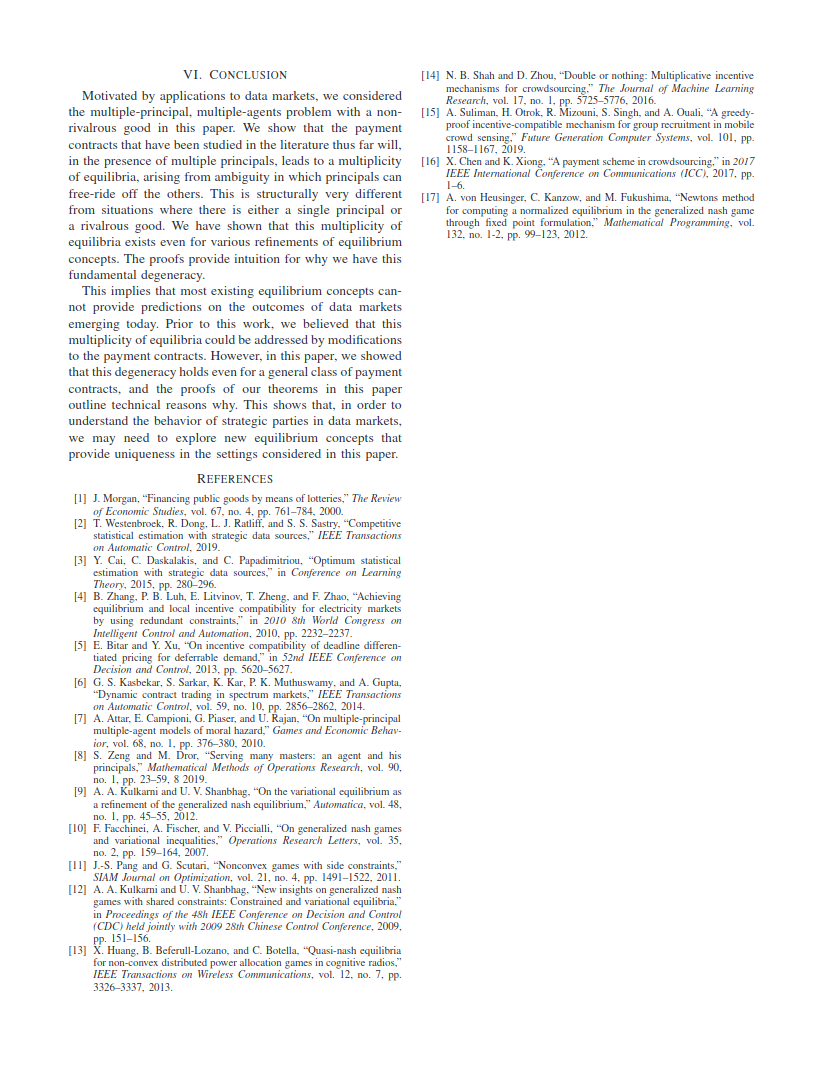 VI. CONCLUSION
Motivated by applications to data markets, we considered
the multiple-principal, multiple-agents problem with a non-
rivalrous good in this paper. We show that the payment
contracts that have been studied in the literature thus far will,
in the presence of multiple principals, leads to a multiplicity
of equilibria, arising from ambiguity in which principals can
free-ride off the others. This is structurally very different
from situations where there is either a single principal or
a rivalrous good. We have shown that this multiplicity of
equilibria exists even for various refinements of equilibrium
concepts. The proofs provide intuition for why we have this
fundamental degeneracy.
This implies that most existing equilibrium concepts can-
not provide predictions on the outcomes of data markets
emerging today. Prior to this work, we believed that this
multiplicity of equilibria could be addressed by modifications
to the payment contracts. However, in this paper, we showed
that this degeneracy holds even for a general class of payment
contracts, and the proofs of our theorems in this paper
outline technical reasons why. This shows that, in order to
understand the behavior of strategic parties in data markets,
we may need to explore new equilibrium concepts that
provide uniqueness in the settings considered in this paper.
REFERENCES
[1] J. Morgan, “Financing public goods by means of lotteries,” The Review
of Economic Studies, vol. 67, no. 4, pp. 761–784, 2000.
[2] T. Westenbroek, R. Dong, L. J. Ratliff, and S. S. Sastry, “Competitive
statistical estimation with strategic data sources,” IEEE Transactions
on Automatic Control, 2019.
[3] Y. Cai, C. Daskalakis, and C. Papadimitriou, “Optimum statistical
estimation with strategic data sources,” in Conference on Learning
Theory, 2015, pp. 280–296.
[4] B. Zhang, P. B. Luh, E. Litvinov, T. Zheng, and F. Zhao, “Achieving
equilibrium and local incentive compatibility for electricity markets
by using redundant constraints,” in 2010 8th World Congress on
Intelligent Control and Automation, 2010, pp. 2232–2237.
[5] E. Bitar and Y. Xu, “On incentive compatibility of deadline differen-
tiated pricing for deferrable demand,” in 52nd IEEE Conference on
Decision and Control, 2013, pp. 5620–5627.
[6] G. S. Kasbekar, S. Sarkar, K. Kar, P. K. Muthuswamy, and A. Gupta,
“Dynamic contract trading in spectrum markets,” IEEE Transactions
on Automatic Control, vol. 59, no. 10, pp. 2856–2862, 2014.
[7] A. Attar, E. Campioni, G. Piaser, and U. Rajan, “On multiple-principal
multiple-agent models of moral hazard,” Games and Economic Behav-
ior, vol. 68, no. 1, pp. 376–380, 2010.
[8] S. Zeng and M. Dror, “Serving many masters: an agent and his
principals,” Mathematical Methods of Operations Research, vol. 90,
no. 1, pp. 23–59, 8 2019.
[9] A. A. Kulkarni and U. V. Shanbhag, “On the variational equilibrium as
a refinement of the generalized nash equilibrium,” Automatica, vol. 48,
no. 1, pp. 45–55, 2012.
[10] F. Facchinei, A. Fischer, and V. Piccialli, “On generalized nash games
and variational inequalities,” Operations Research Letters, vol. 35,
no. 2, pp. 159–164, 2007.
[11] J.-S. Pang and G. Scutari, “Nonconvex games with side constraints,”
SIAM Journal on Optimization, vol. 21, no. 4, pp. 1491–1522, 2011.
[12] A. A. Kulkarni and U. V. Shanbhag, “New insights on generalized nash
games with shared constraints: Constrained and variational equilibria,”
in Proceedings of the 48h IEEE Conference on Decision and Control
(CDC) held jointly with 2009 28th Chinese Control Conference, 2009,
pp. 151–156.
[13] X. Huang, B. Beferull-Lozano, and C. Botella, “Quasi-nash equilibria
for non-convex distributed power allocation games in cognitive radios,”
IEEE Transactions on Wireless Communications, vol. 12, no. 7, pp.
3326–3337, 2013.
[14] N. B. Shah and D. Zhou, “Double or nothing: Multiplicative incentive
mechanisms for crowdsourcing,” The Journal of Machine Learning
Research, vol. 17, no. 1, pp. 5725–5776, 2016.
[15] A. Suliman, H. Otrok, R. Mizouni, S. Singh, and A. Ouali, “A greedy-
proof incentive-compatible mechanism for group recruitment in mobile
crowd sensing,” Future Generation Computer Systems, vol. 101, pp.
1158–1167, 2019.
[16] X. Chen and K. Xiong, “A payment scheme in crowdsourcing,” in 2017
IEEE International Conference on Communications (ICC), 2017, pp.
1–6.
[17] A. von Heusinger, C. Kanzow, and M. Fukushima, “Newtons method
for computing a normalized equilibrium in the generalized nash game
through fixed point formulation,” Mathematical Programming, vol.
132, no. 1-2, pp. 99–123, 2012.